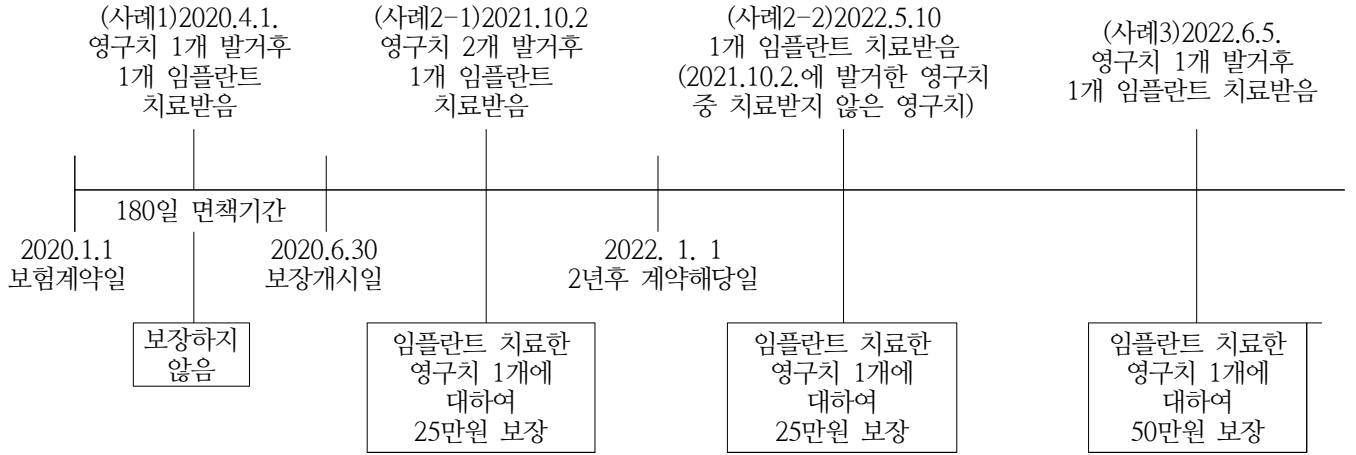 (사례1)2020.4.1.
영구치 1개 발거후
1개 임플란트
치료받음
(사례2-1)2021.10.2
영구치 2개 발거후
1개 임플란트
치료받음
(사례2-2)2022.5.10
1개 임플란트 치료받음
(2021.10.2.에 발거한 영구치
중 치료받지 않은 영구치)
(사례3)2022.6.5.
영구치 1개 발거후
1개 임플란트 치료받음
180일 면책기간
2020.1.1
보험계약일
2020.6.30
보장개시일
2022. 1. 1
2년후 계약해당일
보장하지
않음
임플란트 치료한
영구치 1개에
대하여
25만원 보장
임플란트 치료한
영구치 1개에
대하여
25만원 보장
임플란트 치료한
영구치 1개에
대하여
50만원 보장